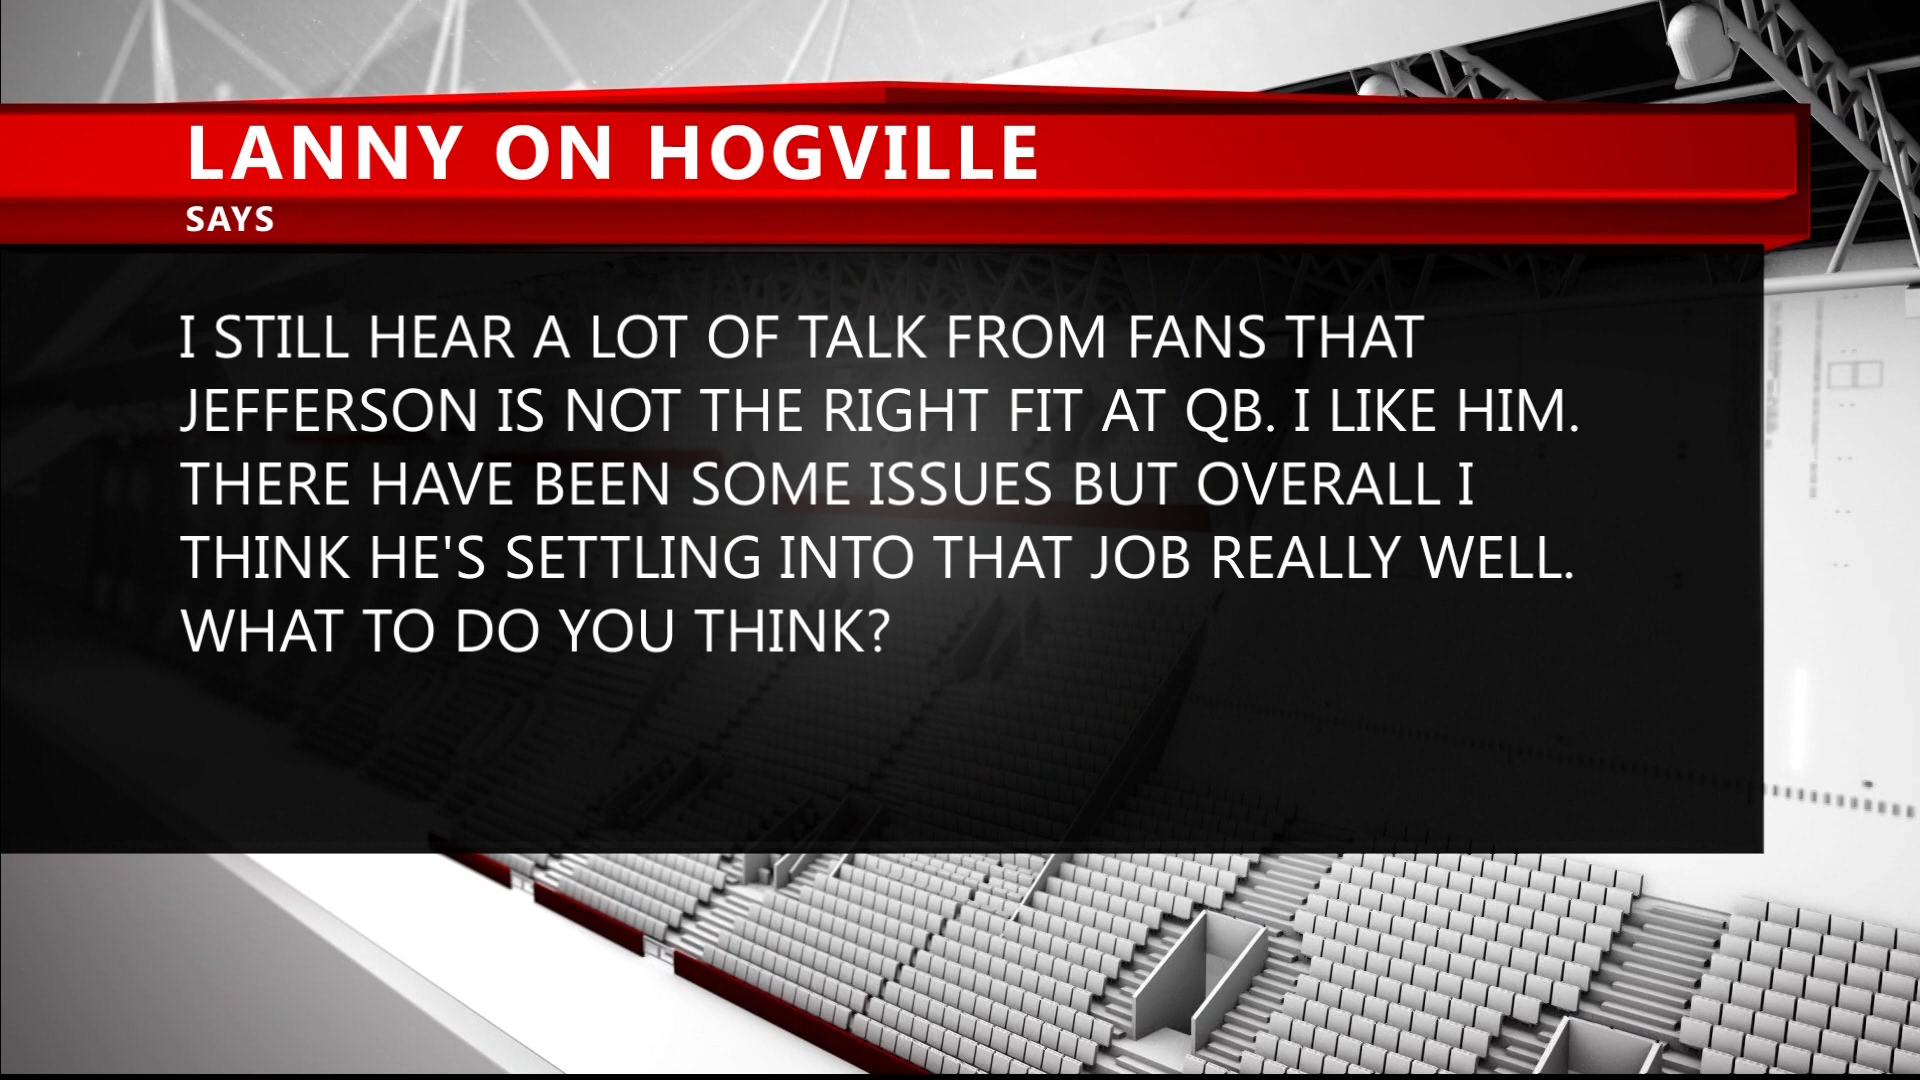 LANNY ON HOGVILLE
SAYS
I STILL HEAR A LOT OF TALK FROM FANS THAT
JEFFERSON IS NOT THE RIGHT FIT AT QB. I LIKE HIM.
THERE HAVE BEEN SOME ISSUES BUT OVERALL I
THINK HE'S SETTLING INTO THAT JOB REALLY WELL.
WHAT TO DO YOU THINK?